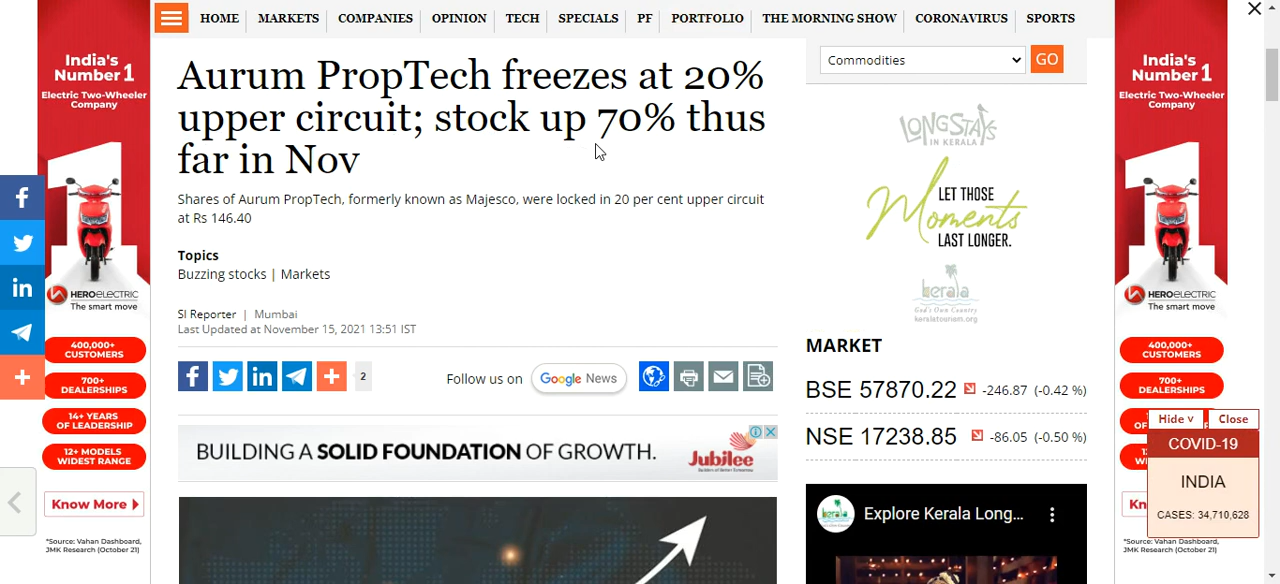 HOME
MARKETS
COMPANIES
OPINION
TECH
SPECIALS
PF
PORTFOLIO
THE MORNING SHOW
CORONAVIRUS
SPORTS
India's
Number 1
Electric Two-Wheeler
Company
HERO ELECTRIC
The smart move
400,000+
CUSTOMERS
700+
DEALERSHIPS
14+ YEARS
OF LEADERSHIP
12+ MODELS
WIDEST RANGE
Know More
*Source: Vahan Dashboard,
JMK Research (October 21)
Aurum PropTech freezes at 20%
upper circuit; stock up 70% thus
far in Nov
Shares of Aurum PropTech, formerly known as Majesco, were locked in 20 per cent upper circuit
at Rs 146.40
Topics
Buzzing stocks | Markets
SI Reporter | Mumbai
Last Updated at November 15, 2021 13:51 IST
2
Follow us on
Google News
BUILDING A SOLID FOUNDATION OF GROWTH.
Jubilee
Commodities
GO
LONG STAYS
IN KERALA
LET THOSE
Moments
LAST LONGER.
kerala
God's Own Country
keralatourism.org
MARKET
BSE 57870.22 -246.87 (-0.42 %)
NSE 17238.85 -86.05 (-0.50 %)
Explore Kerala Long...
India's
Number 1
Electric Two-Wheeler
Company
HERO ELECTRIC
The smart move
400,000+
CUSTOMERS
700+
DEALERSHIPS
Hide v
Close
COVID-19
INDIA
CASES: 34,710,628
*Source: Vahan Dashboard,
JMK Research (October 21)